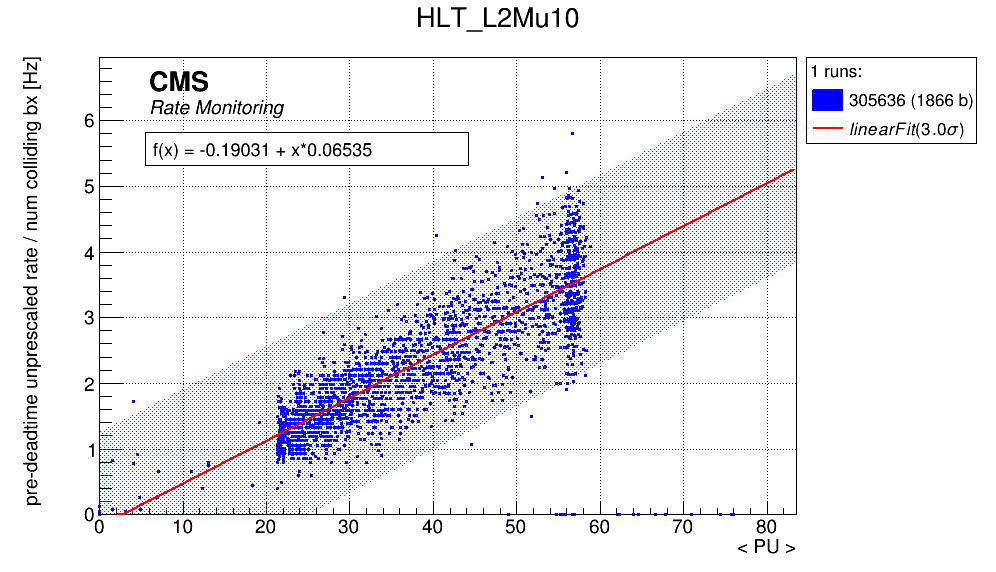 HLT_L2Mu10
pre-deadtime unprescaled rate / num colliding bx [Hz]
CMS
Rate Monitoring
f(x) = -0.19031 + x*0.06535
1 runs:
305636 (1866 b)
linearFit(3.0σ)
6
5
4
3
2
1
0
0 10 20 30 40 50 60 70 80
< PU >